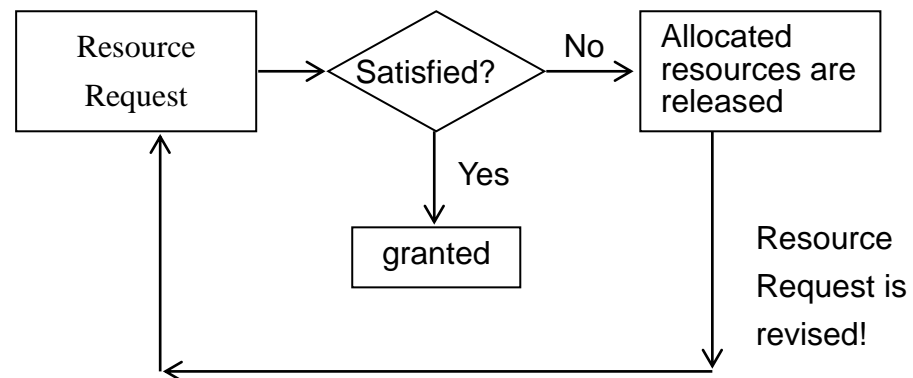 Resource
Request
Satisfied?
No
Allocated
resources are
released
Yes
granted
Resource
Request is
revised!